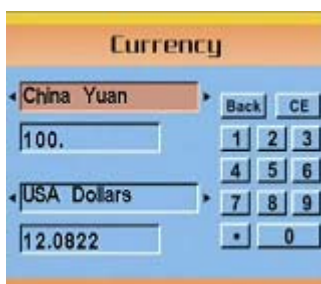 Currency
China Yuan
100.
USA Dollars
12.0822
Back CE
1 2 3
4 5 6
7 8 9
. 0